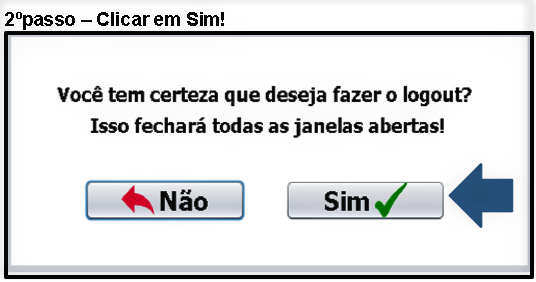 2ºpasso – Clicar em Sim!
Você tem certeza que deseja fazer o logout?
Isso fechará todas as janelas abertas!
Não
Sim